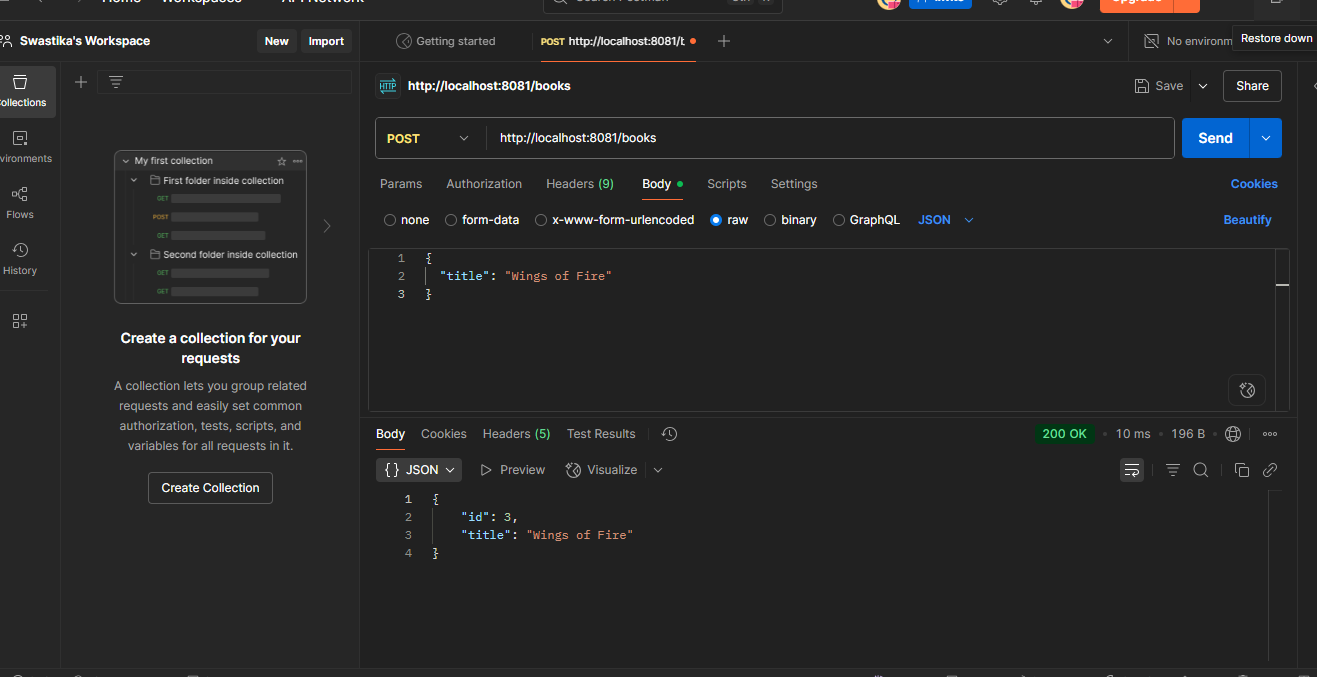 Home Workspaces API Network Search Postman Ctrl K Invite Upgrade
Swastika's Workspace New Import Getting started POST http://localhost:8081/b No environm Restore down
Collections
http://localhost:8081/books Save Share
POST http://localhost:8081/books Send
vironments
Params Authorization Headers (9) Body Scripts Settings Cookies
Flows
none form-data x-www-form-urlencoded raw binary GraphQL JSON Beautify
History
My first collection
First folder inside collection
GET
POST
GET
Second folder inside collection
GET
GET
Create a collection for your
requests
A collection lets you group related
requests and easily set common
authorization, tests, scripts, and
variables for all requests in it.
Create Collection
1 {
2 "title": "Wings of Fire"
3 }
Body Cookies Headers (5) Test Results 200 OK 10 ms 196 B
{} JSON Preview Visualize
1 {
2 "id": 3,
3 "title": "Wings of Fire"
4 }